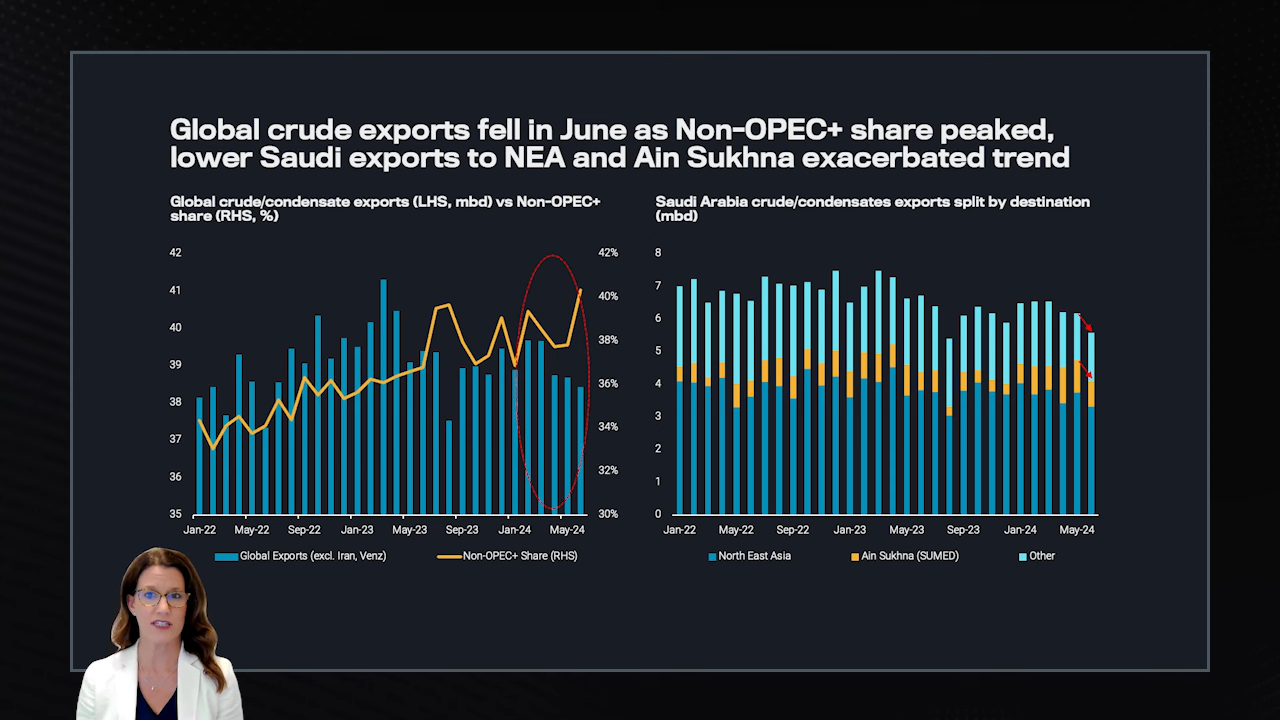 Global crude exports fell in June as Non-OPEC+ share peaked,
lower Saudi exports to NEA and Ain Sukhna exacerbated trend
Global crude/condensate exports (LHS, mbd) vs Non-OPEC+
share (RHS, %)
42
41
40
39
38
37
36
35
42%
40%
38%
36%
34%
32%
30%
Jan-22 May-22 Sep-22 Jan-23 May-23 Sep-23 Jan-24 May-24
Global Exports (excl. Iran, Venz) Non-OPEC+ Share (RHS)
Saudi Arabia crude/condensates exports split by destination
(mbd)
8
7
6
5
4
3
2
1
0
Jan-22 May-22 Sep-22 Jan-23 May-23 Sep-23 Jan-24 May-24
North East Asia Ain Sukhna (SUMED) Other